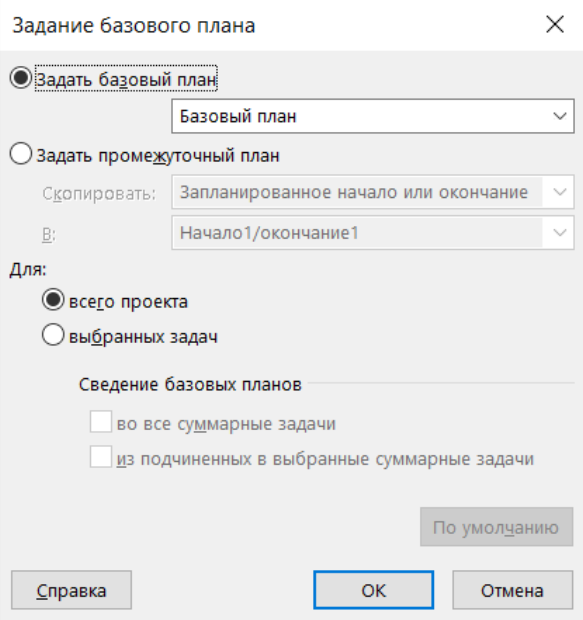 Задание базового плана
Задать базовый план
Базовый план
Задать промежуточный план
Скопировать: Запланированное начало или окончание
В: Начало1/окончание1
Для:
всего проекта
выбранных задач
Сведение базовых планов
во все суммарные задачи
из подчиненных в выбранные суммарные задачи
По умолчанию
Справка ОК Отмена